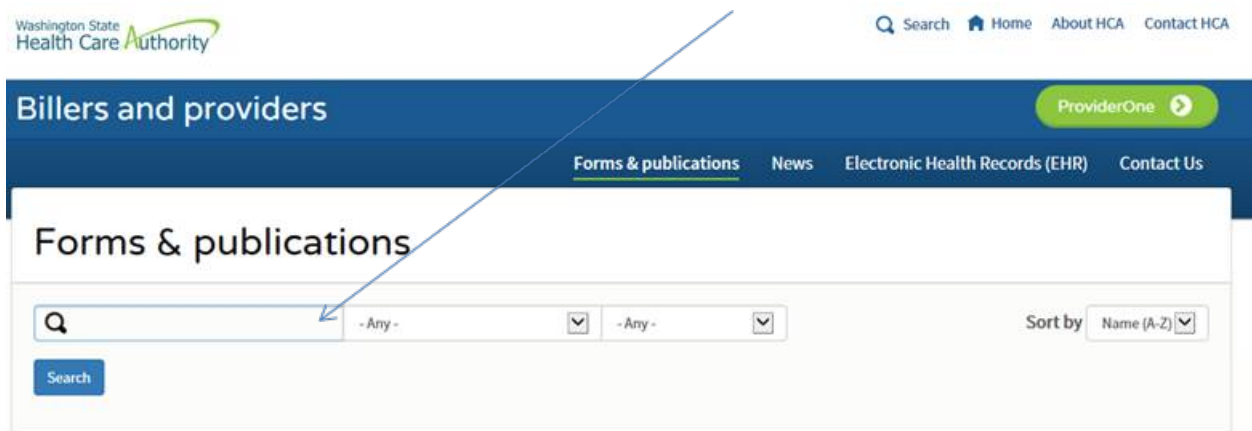 Washington State
Health Care Authority
Search Home About HCA Contact HCA
Billers and providers
ProviderOne
Forms & publications News Electronic Health Records (EHR) Contact Us
Forms & publications
- Any - - Any - Sort by Name (A-Z)
Search